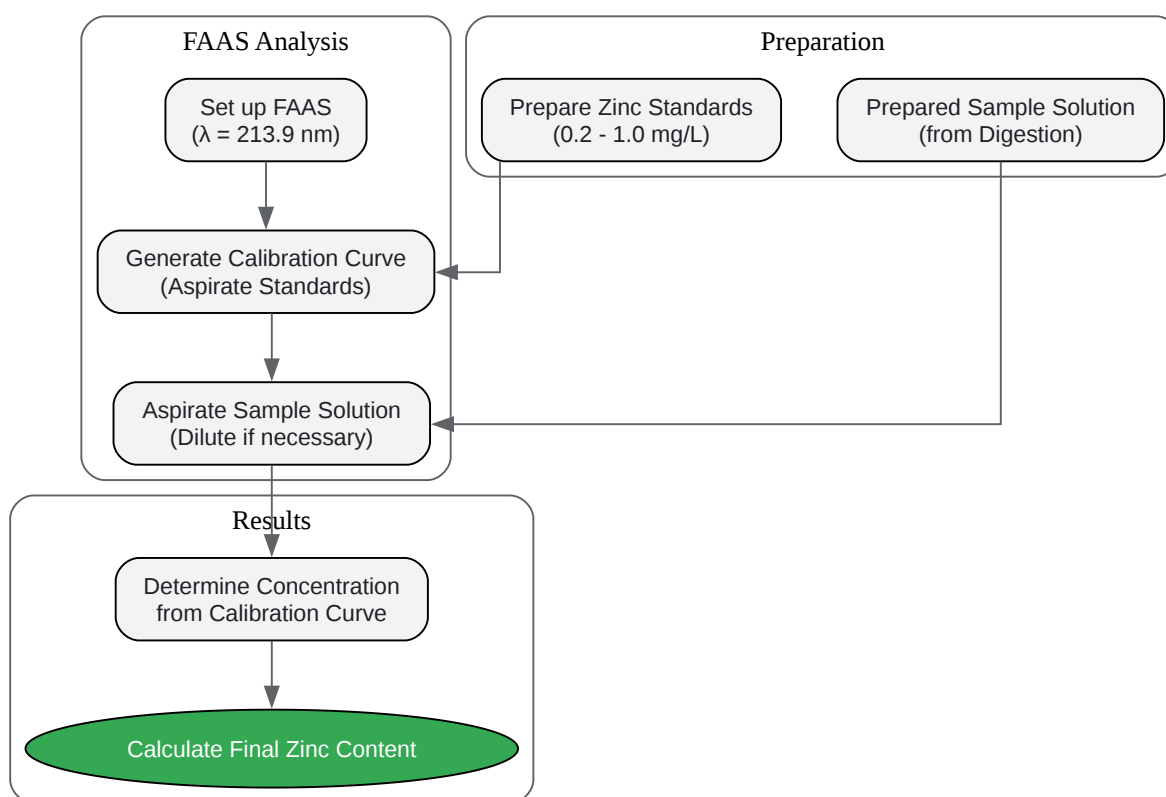 FAAS Analysis
Preparation
Set up FAAS
(λ = 213.9 nm)
Prepare Zinc Standards
(0.2 - 1.0 mg/L)
Prepared Sample Solution
(from Digestion)
Generate Calibration Curve
(Aspirate Standards)
Aspirate Sample Solution
(Dilute if necessary)
Results
Determine Concentration
from Calibration Curve
Calculate Final Zinc Content